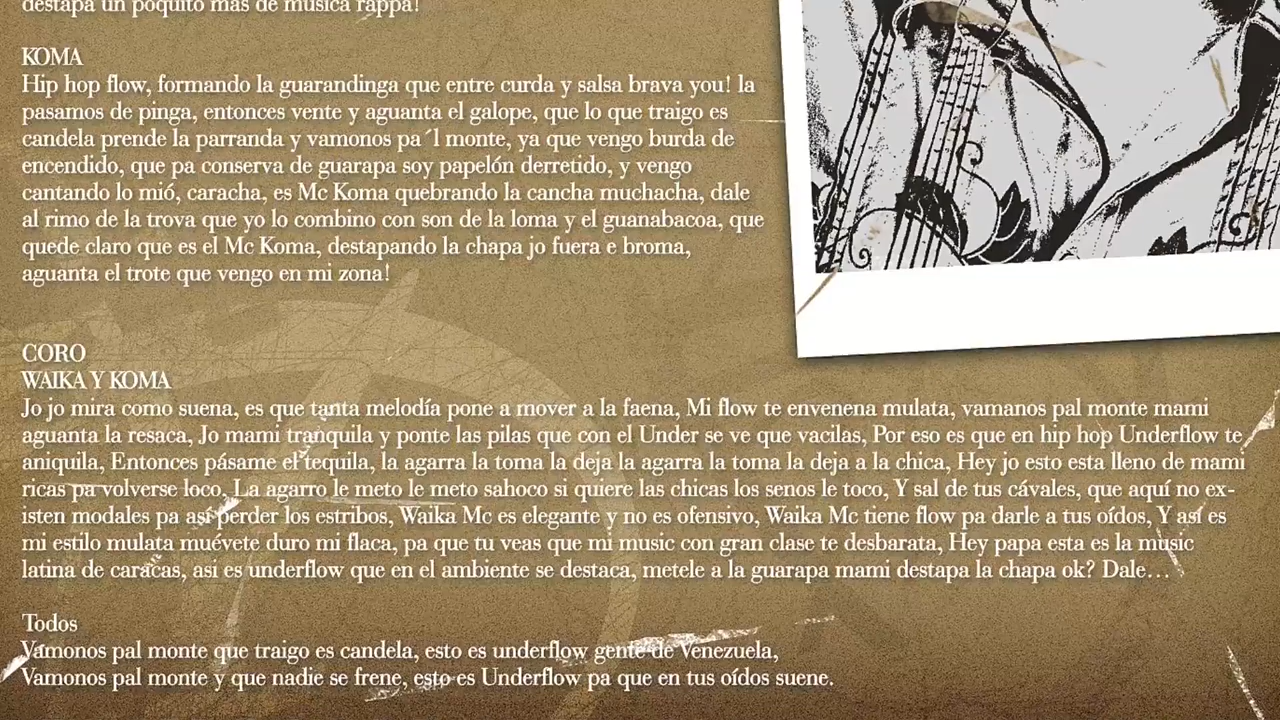 destapa un poquito mas de musica rappa!
KOMA
Hip hop flow, formando la guarandinga que entre curda y salsa brava you! la
pasamos de pinga, entonces vente y aguanta el galope, que lo que traigo es
candela prende la parranda y vamonos pa´l monte, ya que vengo burda de
encendido, que pa conserva de guarapa soy papelón derretido, y vengo
cantando lo mió, caracha, es Mc Koma quebrando la cancha muchacha, dale
al rimo de la trova que yo lo combino con son de la loma y el guanabacoa, que
quede claro que es el Mc Koma, destapando la chapa jo fuera e broma,
aguanta el trote que vengo en mi zona!
CORO
WAIKA Y KOMA
Jo jo mira como suena, es que tanta melodía pone a mover a la faena, Mi flow te envenena mulata, vamanos pal monte mami
aguanta la resaca, Jo mami tranquila y ponte las pilas que con el Under se ve que vacilas, Por eso es que en hip hop Underflow te
aniquila, Entonces pásame el tequila, la agarra la toma la deja la agarra la toma la deja a la chica, Hey jo esto esta lleno de mami
ricas pa volverse loco, La agarro le meto le meto sahoco si quiere las chicas los senos le toco, Y sal de tus cávales, que aquí no ex-
isten modales pa así perder los estribos, Waika Mc es elegante y no es ofensivo, Waika Mc tiene flow pa darle a tus oídos, Y así es
mi estilo mulata muévete duro mi flaca, pa que tu veas que mi music con gran clase te desbarata, Hey papa esta es la music
latina de caracas, asi es underflow que en el ambiente se destaca, metele a la guarapa mami destapa la chapa ok? Dale…
Todos
Vamonos pal monte que traigo es candela, esto es underflow gente de Venezuela,
Vamonos pal monte y que nadie se frene, esto es Underflow pa que en tus oídos suene.